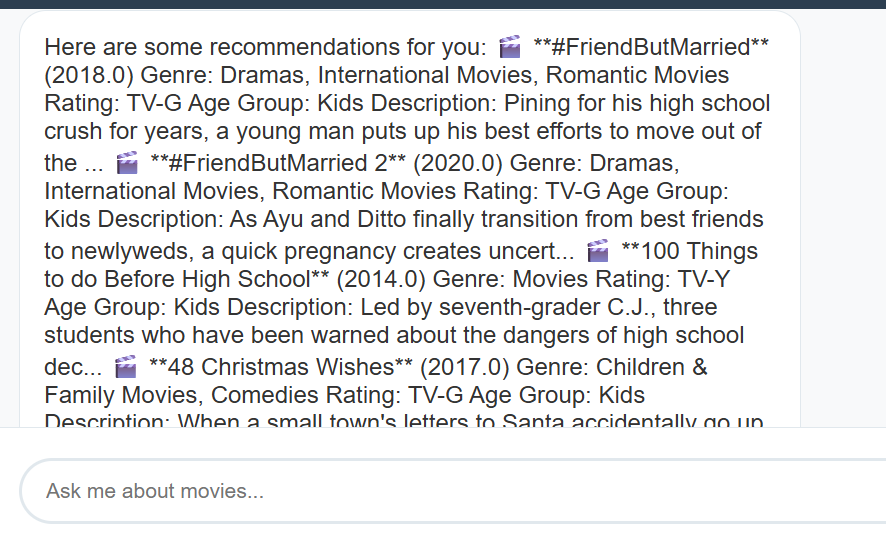 Here are some recommendations for you: 🎬 **#FriendButMarried**
(2018.0) Genre: Dramas, International Movies, Romantic Movies
Rating: TV-G Age Group: Kids Description: Pining for his high school
crush for years, a young man puts up his best efforts to move out of
the ... 🎬 **#FriendButMarried 2** (2020.0) Genre: Dramas,
International Movies, Romantic Movies Rating: TV-G Age Group:
Kids Description: As Ayu and Ditto finally transition from best friends
to newlyweds, a quick pregnancy creates uncert... 🎬 **100 Things
to do Before High School** (2014.0) Genre: Movies Rating: TV-Y
Age Group: Kids Description: Led by seventh-grader C.J., three
students who have been warned about the dangers of high school
dec... 🎬 **48 Christmas Wishes** (2017.0) Genre: Children &
Family Movies, Comedies Rating: TV-G Age Group: Kids
Description: When a small town's letters to Santa accidentally go up
Ask me about movies...